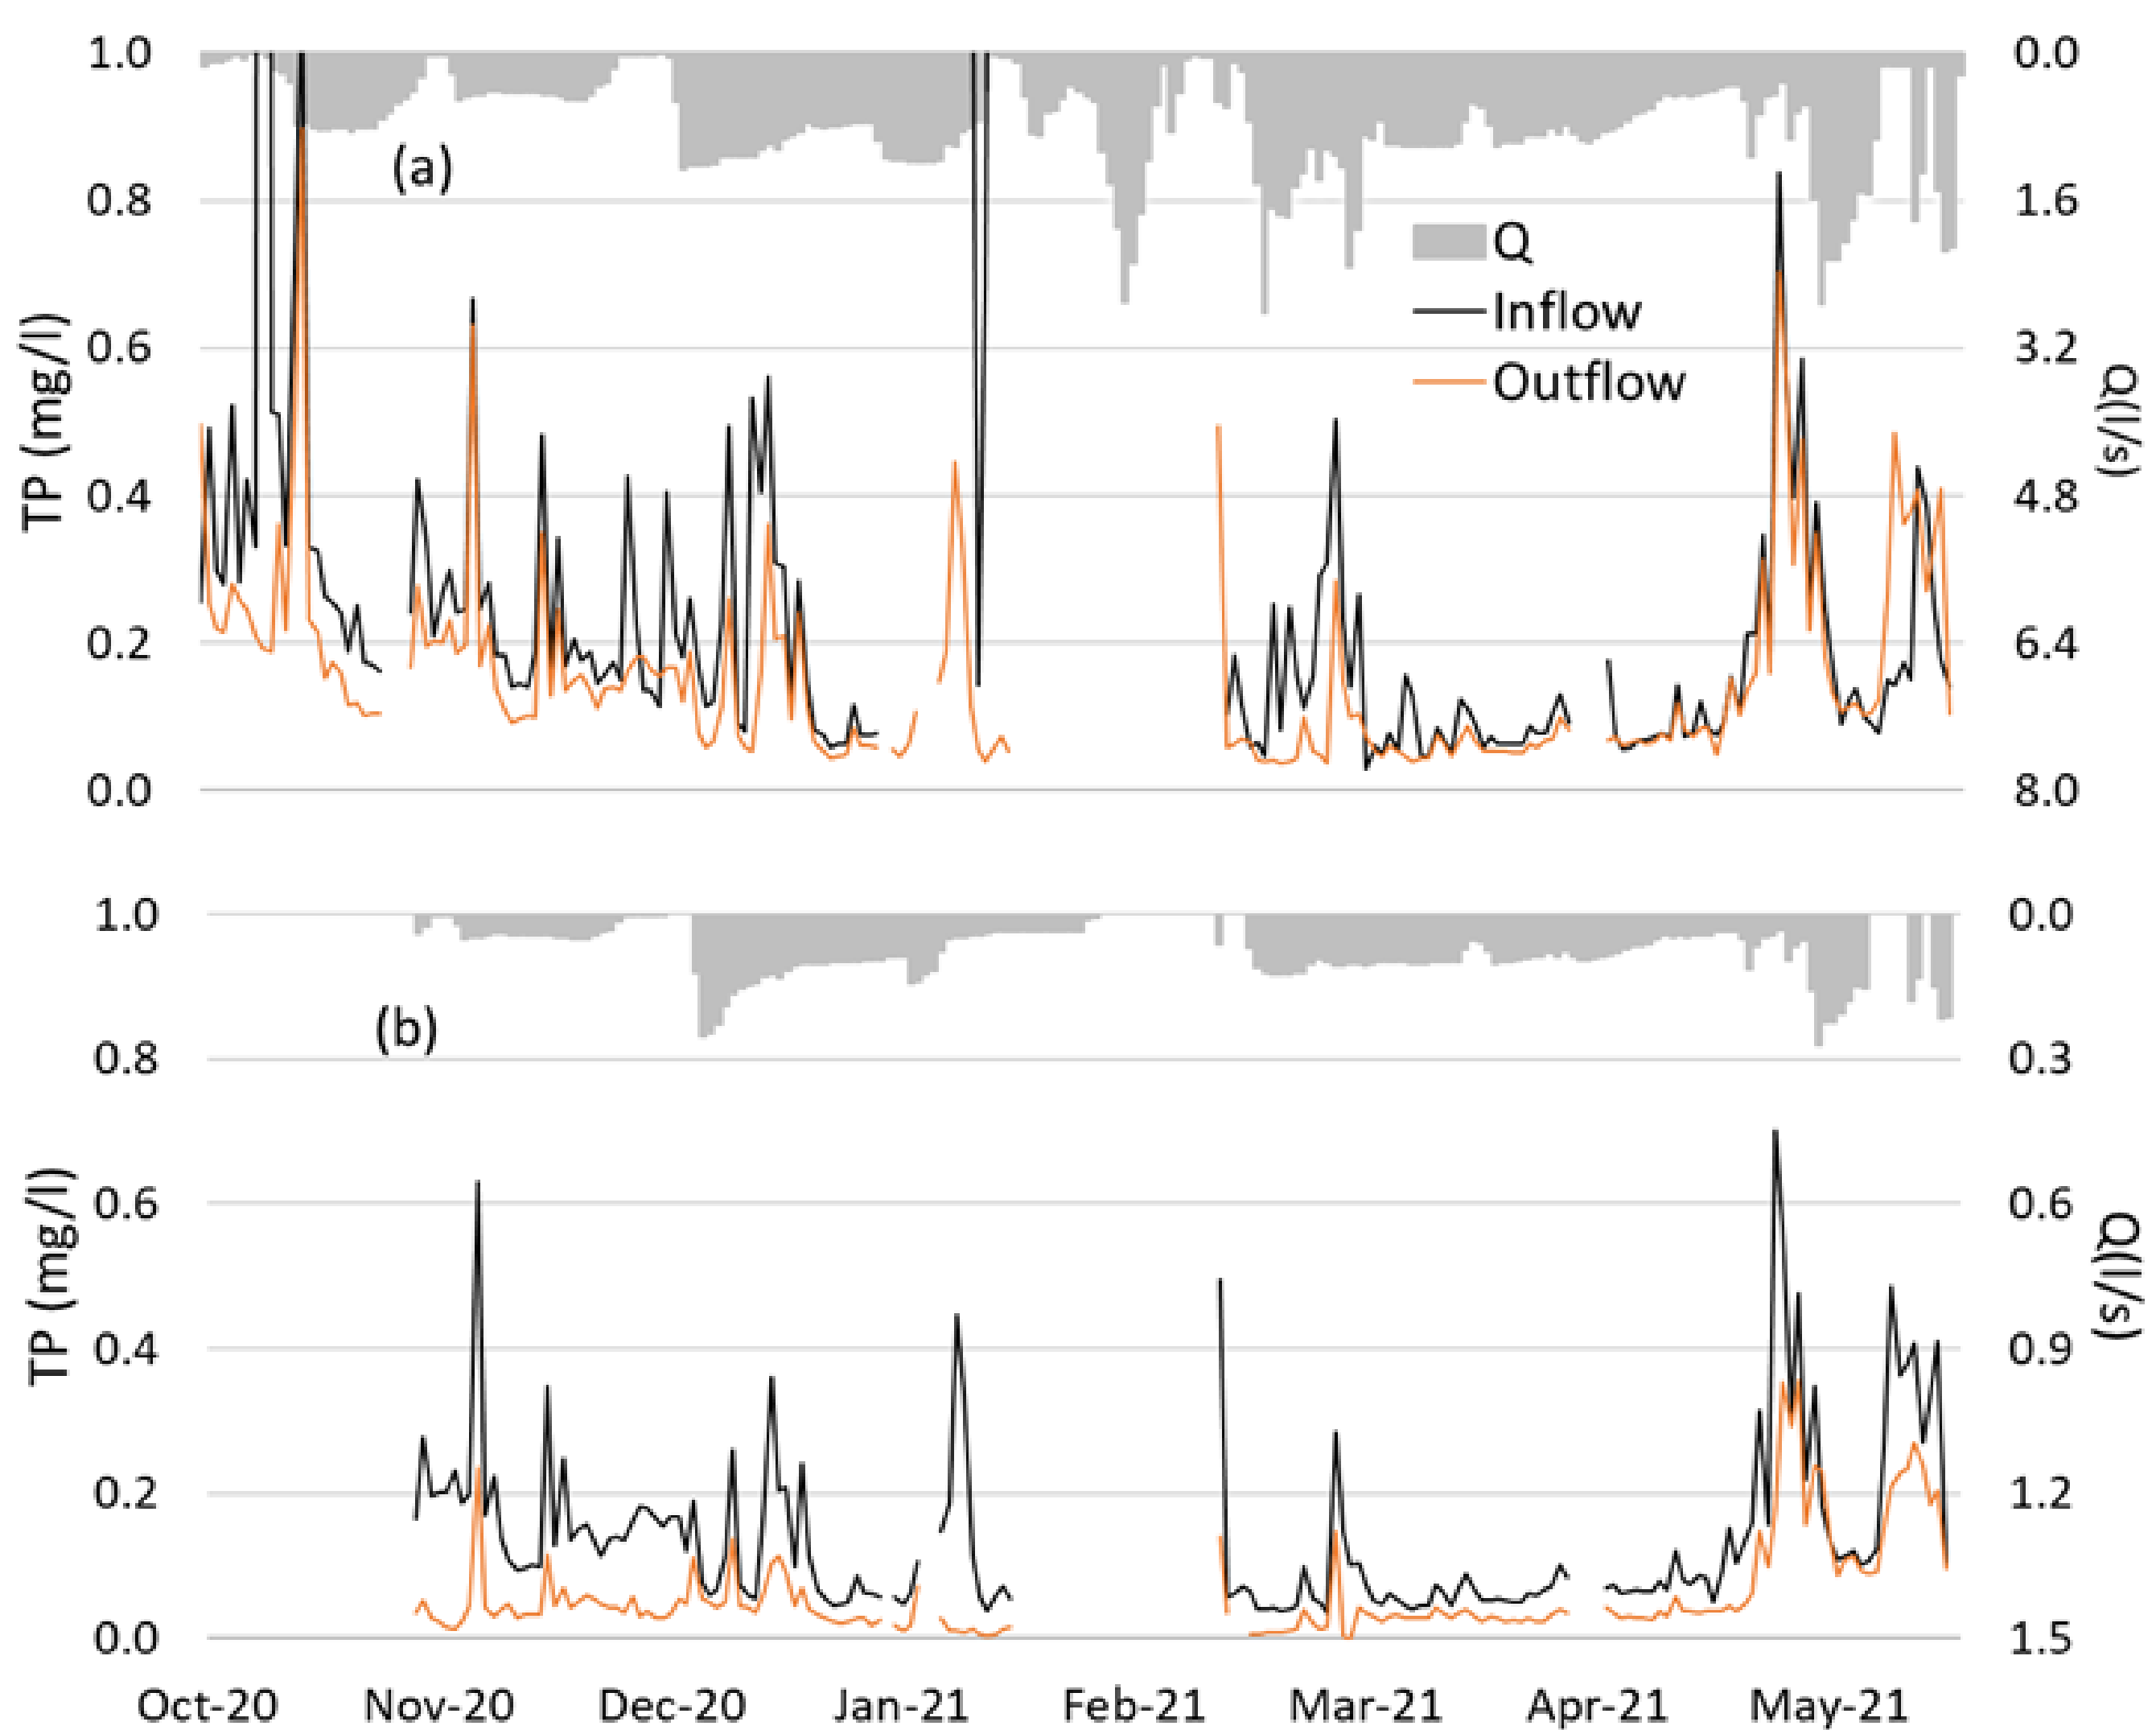 1.0
0.8
0.6
0.4
0.2
0.0
TP (mg/l)
(a)
Q
Inflow
Outflow
0.0
1.6
3.2
4.8
6.4
8.0
Q(l/s)
1.0
0.8
0.6
0.4
0.2
0.0
TP (mg/l)
(b)
0.0
0.3
0.6
0.9
1.2
1.5
Q(l/s)
Oct-20 Nov-20 Dec-20 Jan-21 Feb-21 Mar-21 Apr-21 May-21